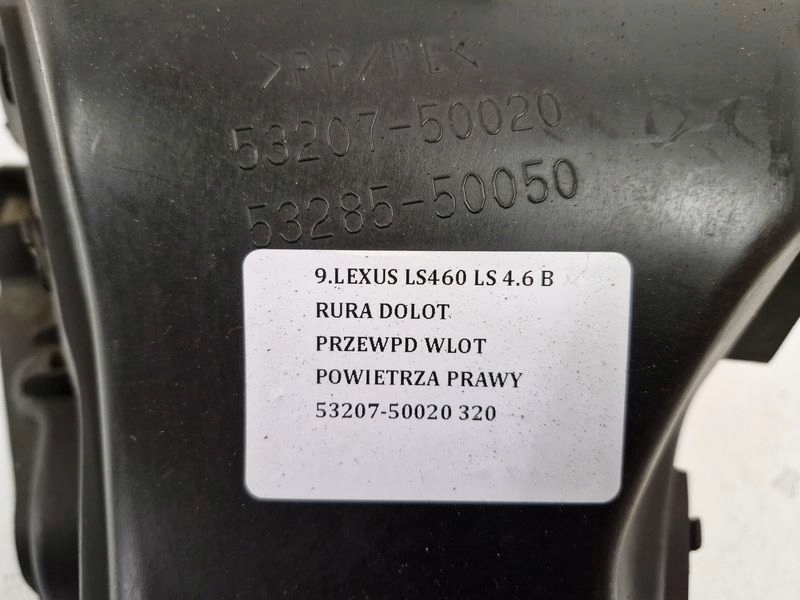 >PP/PE<
53207-50020
53285-50050
9.LEXUS LS460 LS 4.6 B
RURA DOLOT
PRZEWPD WLOT
POWIETRZA PRAWY
53207-50020 320